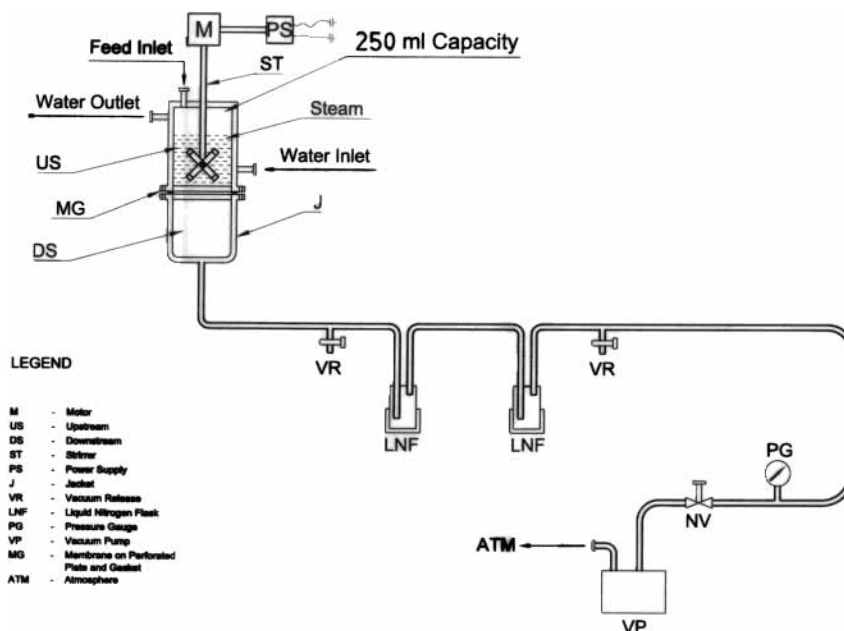 M
PS
250 ml Capacity
Feed Inlet
ST
Water Outlet
Steam
US
Water Inlet
MG
J
DS
VR
VR
LNF
LNF
PG
NV
ATM
VP
LEGEND
M - Motor
US - Upstream
DS - Downstream
ST - Strirrer
PS - Power Supply
J - Jacket
VR - Vacuum Release
LNF - Liquid Nitrogen Flask
PG - Pressure Gauge
VP - Vacuum Pump
MG - Membrane on Perforated
Plate and Gasket
ATM - Atmosphere